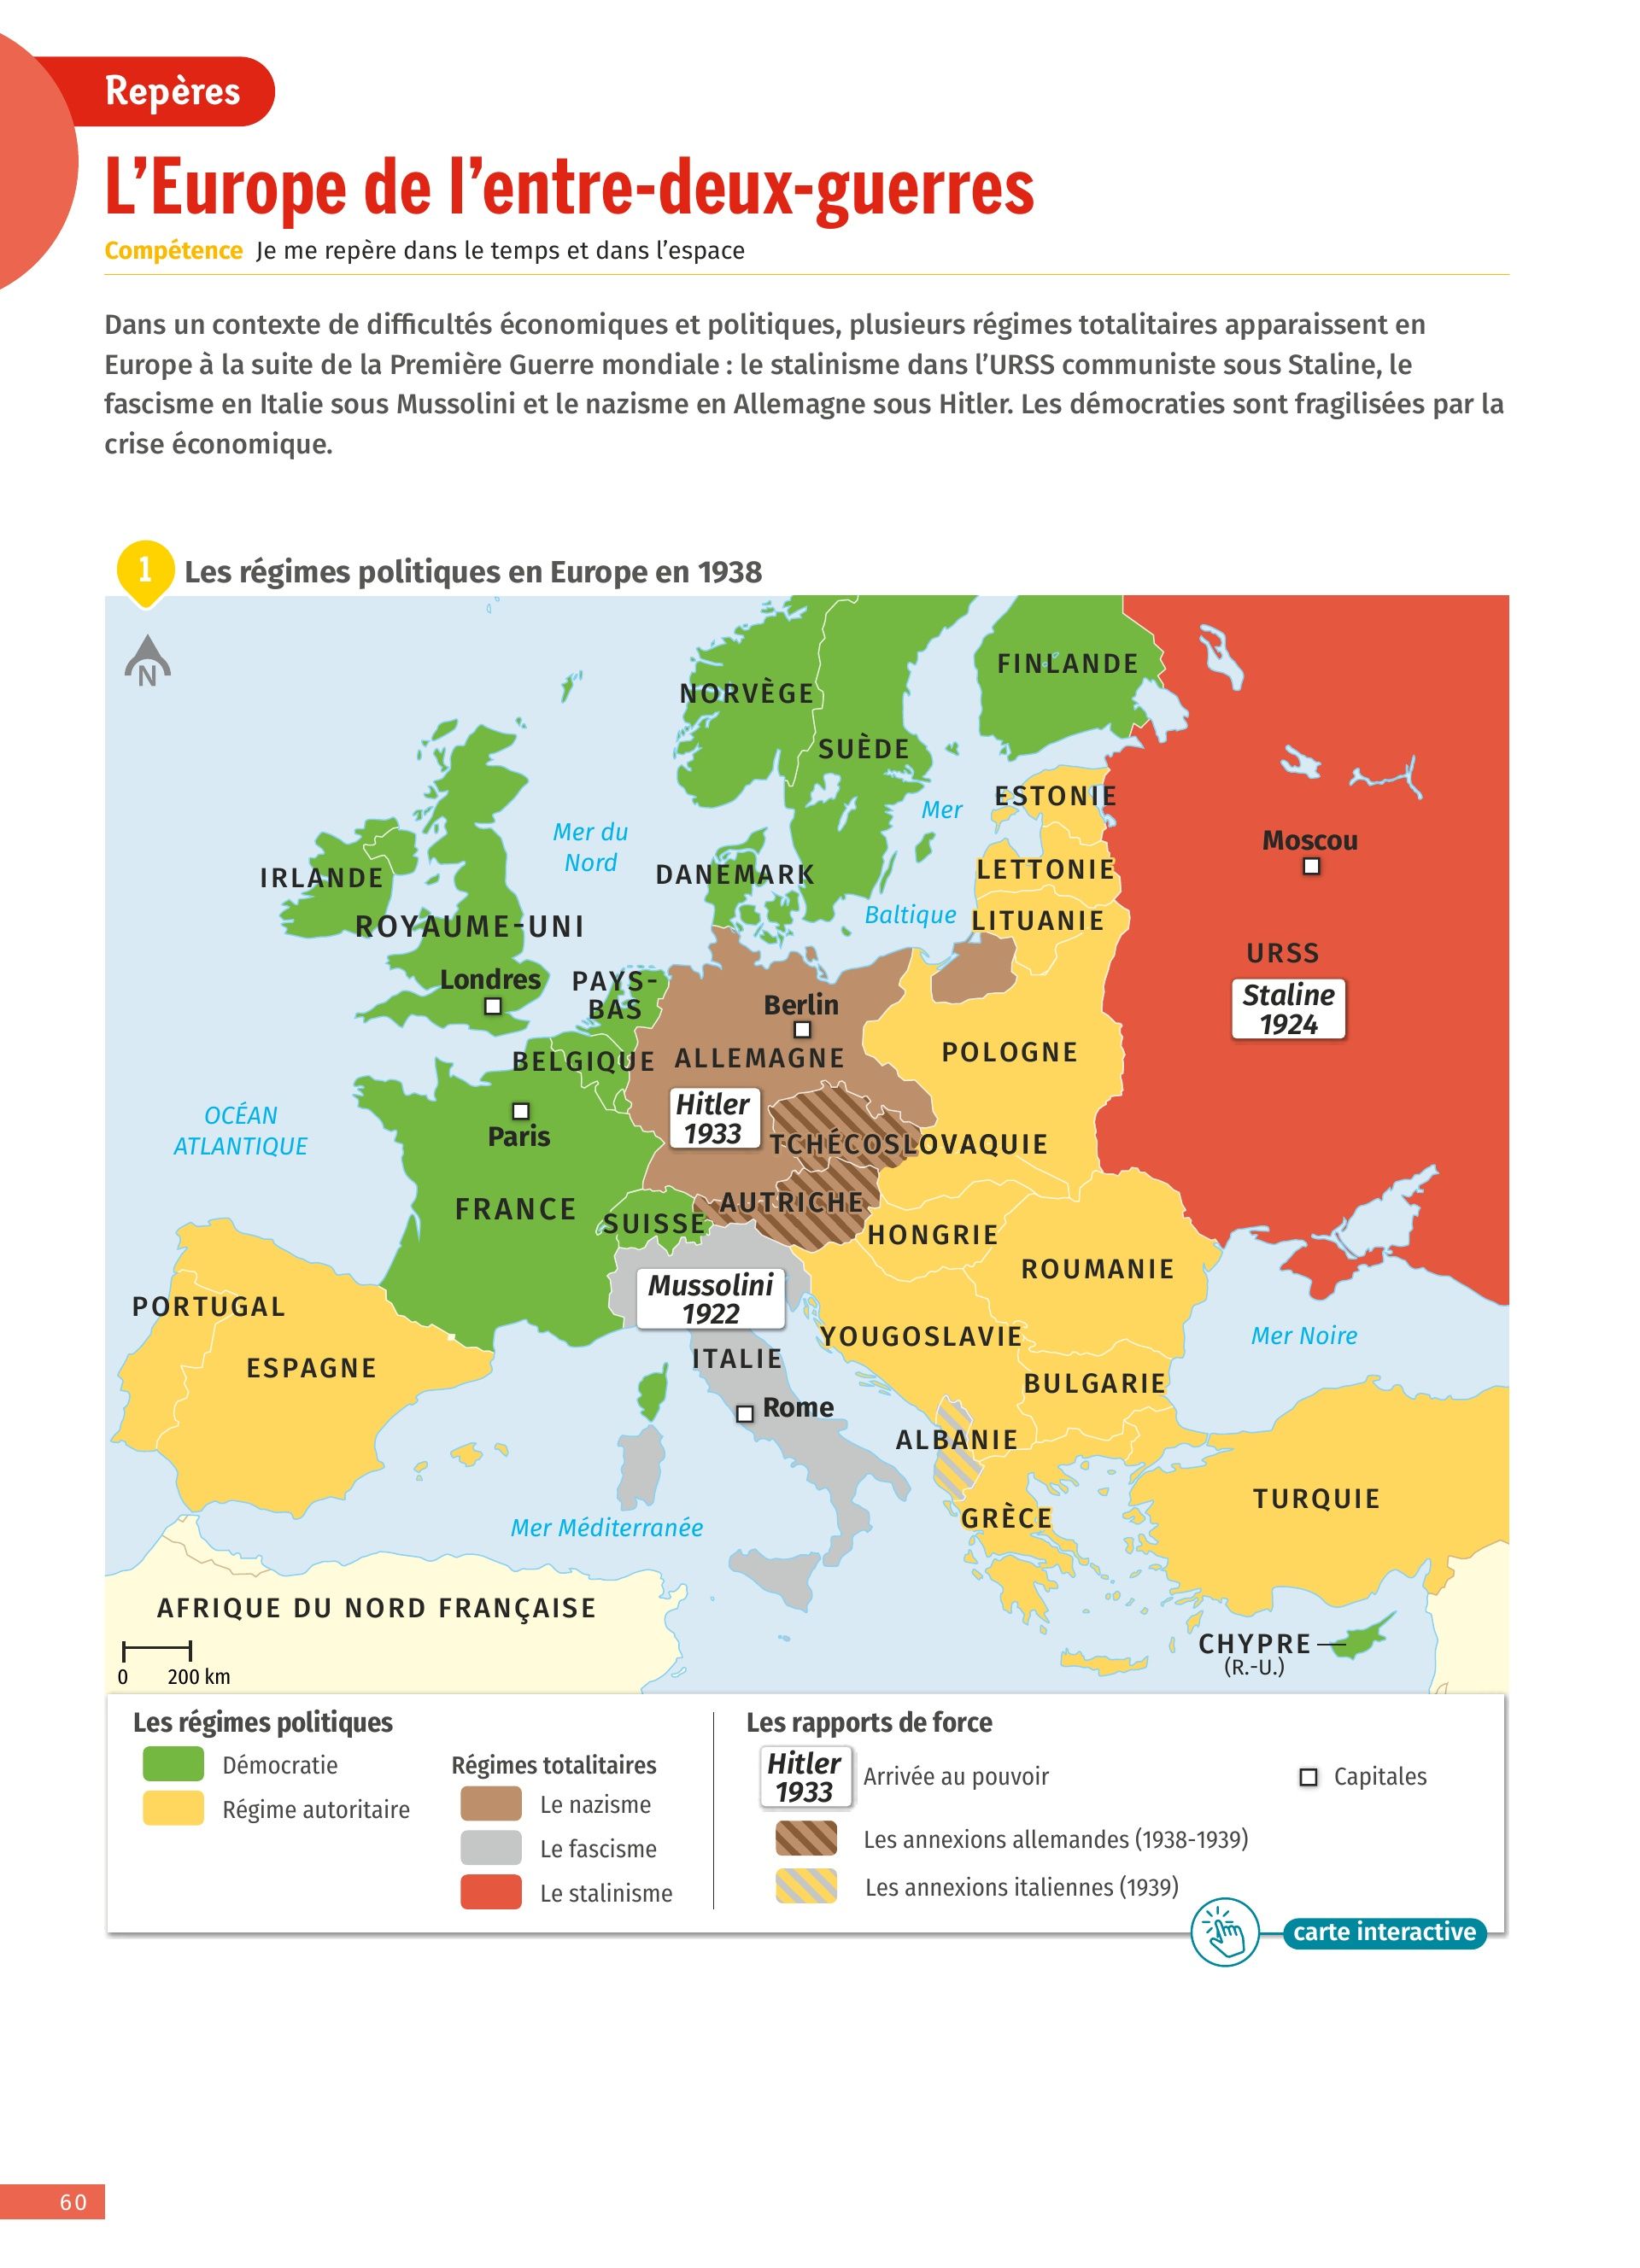 Repères
L'Europe de l'entre-deux-guerres
Compétence Je me repère dans le temps et dans l'espace
Dans un contexte de difficultés économiques et politiques, plusieurs régimes totalitaires apparaissent en
Europe à la suite de la Première Guerre mondiale : le stalinisme dans l'URSS communiste sous Staline, le
fascisme en Italie sous Mussolini et le nazisme en Allemagne sous Hitler. Les démocraties sont fragilisées par la
crise économique.
1 Les régimes politiques en Europe en 1938
N
FINLANDE
NORVÈGE
SUÈDE
ESTONIE
Mer
Mer du
Nord
Moscou
LETTONIE
DANEMARK
IRLANDE
Baltique
LITUANIE
ROYAUME-UNI
URSS
Londres
PAYS-
BAS
Staline
1924
Berlin
POLOGNE
BELGIQUE
ALLEMAGNE
Hitler
1933
OCÉAN
ATLANTIQUE
Paris
TCHÉCOSLOVAQUIE
AUTRICHE
FRANCE
SUISSE
HONGRIE
ROUMANIE
Mussolini
1922
PORTUGAL
YOUGOSLAVIE
Mer Noire
ITALIE
ESPAGNE
BULGARIE
Rome
ALBANIE
TURQUIE
GRÈCE
Mer Méditerranée
AFRIQUE DU NORD FRANÇAISE
CHYPRE
(R.-U.)
0 200 km
Les régimes politiques
Démocratie
Régime autoritaire
Régimes totalitaires
Le nazisme
Le fascisme
Le stalinisme
Les rapports de force
Hitler
1933
Arrivée au pouvoir
Capitales
Les annexions allemandes (1938-1939)
Les annexions italiennes (1939)
carte interactive
60